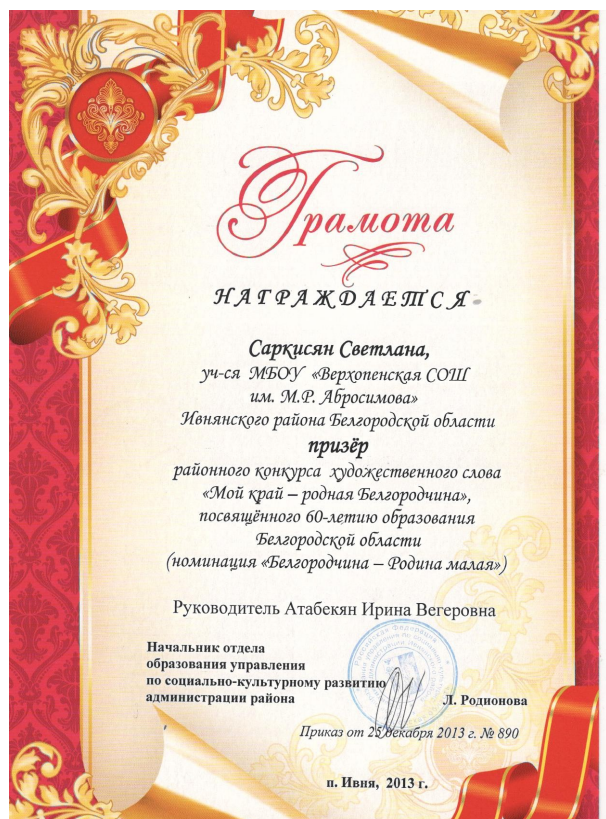 Грамота
НАГРАЖДАЕТСЯ
Саркисян Светлана,
уч-ся МБОУ «Верхопенская СОШ
им. М.Р. Абросимова»
Ивнянского района Белгородской области
призёр
районного конкурса художественного слова
«Мой край – родная Белгородчина»,
посвящённого 60-летию образования
Белгородской области
(номинация «Белгородчина – Родина малая»)
Руководитель Атабекян Ирина Вегеровна
Российская Федерация
Начальник отдела
образования управления
по социально-культурному развитию
администрации района
Л. Родионова
Приказ от 25 декабря 2013 г. № 890
п. Ивня, 2013 г.